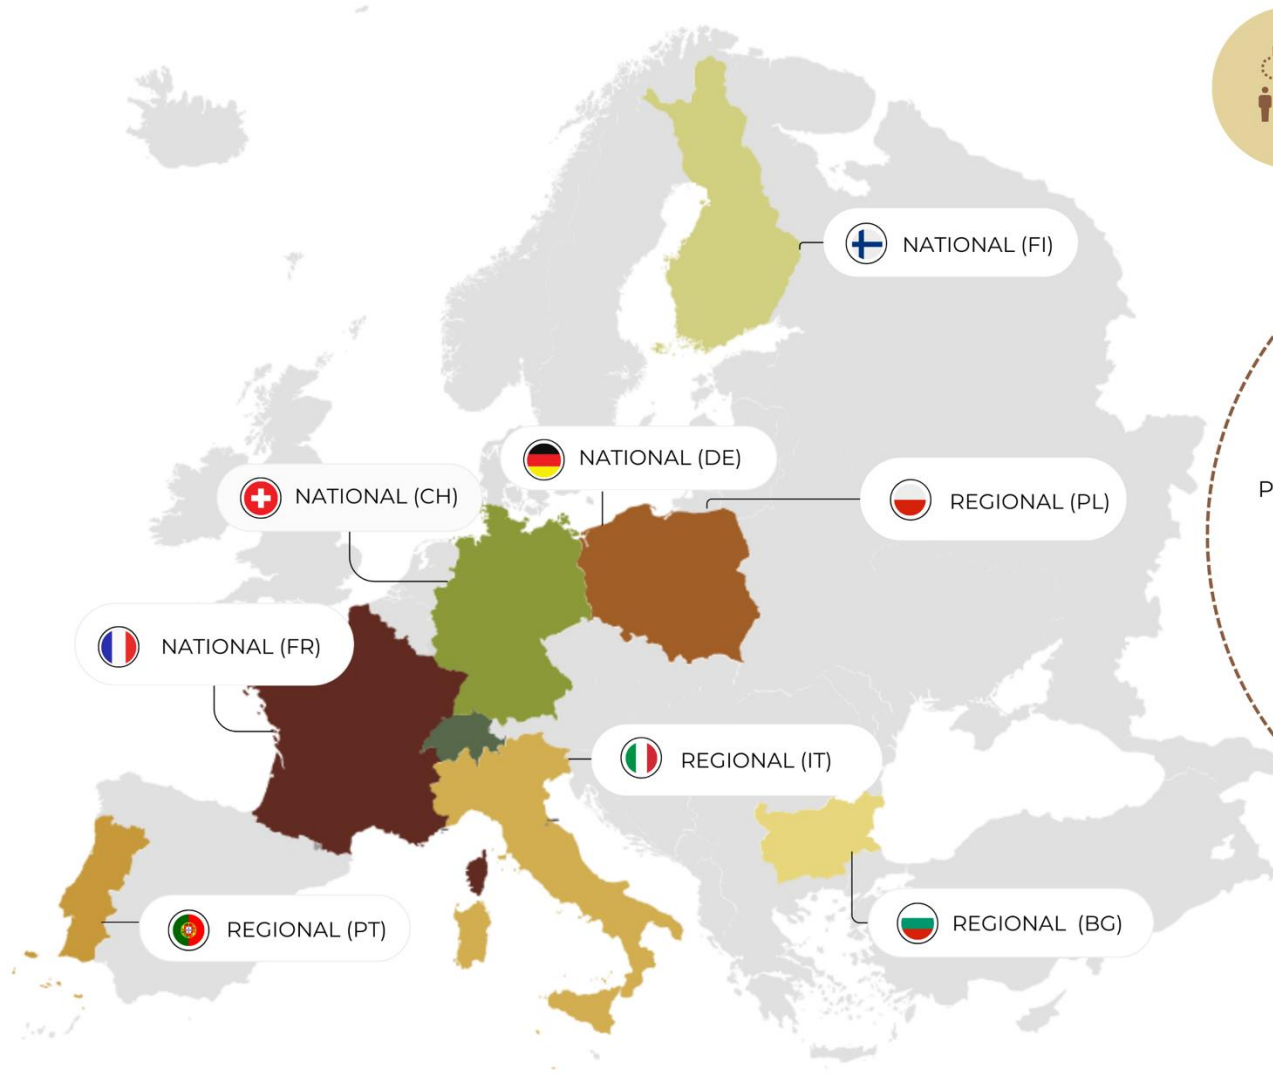 NATIONAL (FI)
NATIONAL (DE)
NATIONAL (CH)
REGIONAL (PL)
P
NATIONAL (FR)
REGIONAL (IT)
REGIONAL (BG)
REGIONAL (PT)